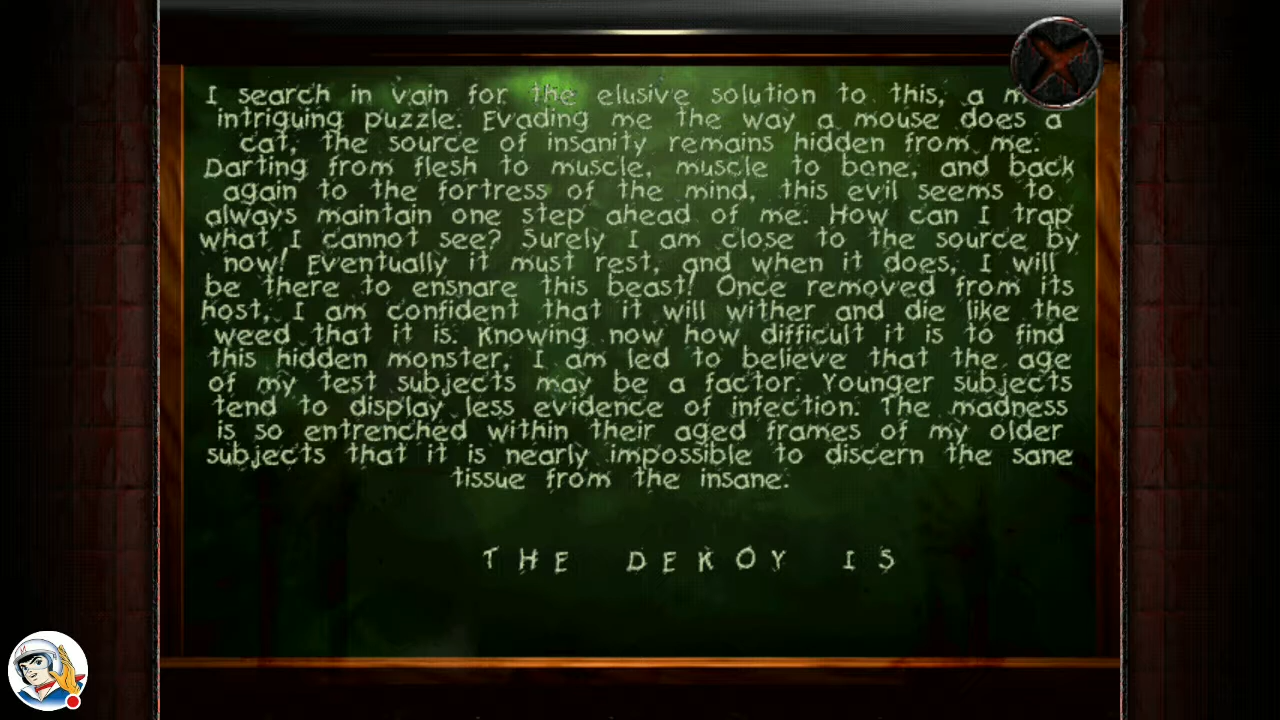 I search in vain for the elusive solution to this, a
intriguing puzzle. Evading me the way a mouse does a
cat, the source of insanity remains hidden from me.
Darting from flesh to muscle, muscle to bone, and back
again to the fortress of the mind, this evil seems to
always maintain one step ahead of me. How can I trap
what I cannot see? Surely I am close to the source by
now! Eventually it must rest, and when it does, I will
be there to ensnare this beast! Once removed from its
host, I am confident that it will wither and die like the
weed that it is. Knowing now how difficult it is to find
this hidden monster, I am led to believe that the age
of my test subjects may be a factor. Younger subjects
tend to display less evidence of infection. The madness
is so entrenched within their aged frames of my older
subjects that it is nearly impossible to discern the sane
tissue from the insane.
THE DEKOY IS